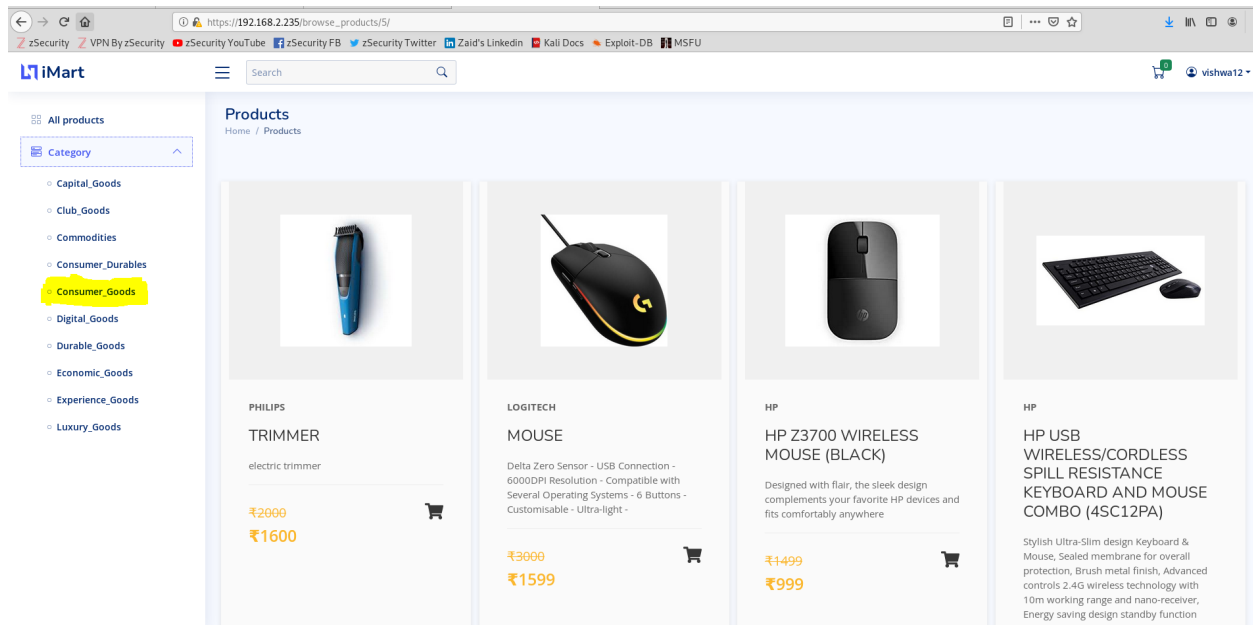 https://192.168.2.235/browse_products/5/
zSecurity VPN By zSecurity zSecurity YouTube zSecurity FB zSecurity Twitter Zaid's Linkedin Kali Docs Exploit-DB MSFU
iMart
Search
0
vishwa12
All products
Category
Capital_Goods
Club_Goods
Commodities
Consumer_Durables
Consumer_Goods
Digital_Goods
Durable_Goods
Economic_Goods
Experience_Goods
Luxury_Goods
Products
Home / Products
PHILIPS
TRIMMER
electric trimmer
₹2000
₹1600
LOGITECH
MOUSE
Delta Zero Sensor - USB Connection -
6000DPI Resolution - Compatible with
Several Operating Systems - 6 Buttons -
Customisable - Ultra-light -
₹3000
₹1599
HP
HP Z3700 WIRELESS
MOUSE (BLACK)
Designed with flair, the sleek design
complements your favorite HP devices and
fits comfortably anywhere
₹1499
₹999
HP
HP USB
WIRELESS/CORDLESS
SPILL RESISTANCE
KEYBOARD AND MOUSE
COMBO (4SC12PA)
Stylish Ultra-Slim design Keyboard &
Mouse, Sealed membrane for overall
protection, Brush metal finish, Advanced
controls 2.4G wireless technology with
10m working range and nano-receiver,
Energy saving design standby function